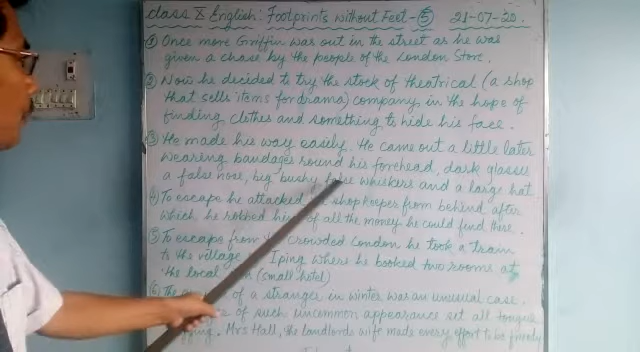 Class X English: Footprints Without Feet-⑤ 21-07-20.
① Once more Griffin was out in the street as he was
given a chase by the people of the London Store.
② Now he decided to try the stock of theatrical (a shop
that sells items for drama) company in the hope of
finding clothes and something to hide his face.
③ He made his way easily. He came out a little later
wearing bandages round his forehead, dark glasses
a false nose, big bushy false whiskers and a large hat
④ To escape he attacked shopkeeper from behind after
which he robbed him of all the money he could find there.
⑤ To escape from crowded London he took a train
to the village Iping where he booked two rooms at
the local (small hotel)
⑥ The of a stranger in winter was an unusual case.
of such uncommon appearance set all tongue
Mrs Hall, the landlords wife made every effort to be friendly